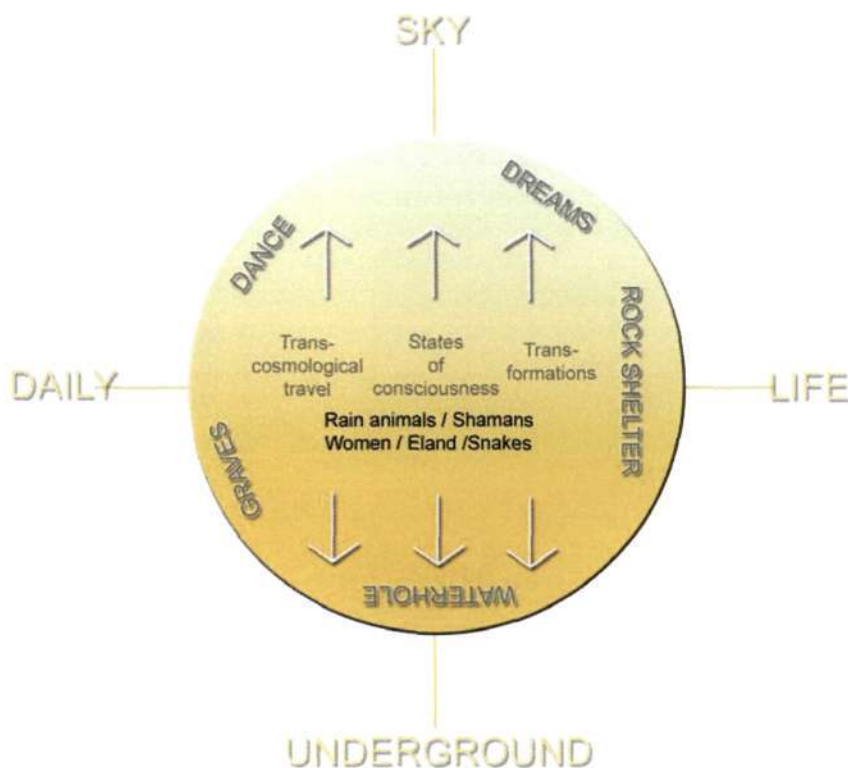 SKY
DREAMS
DANCE
ROCK SHELTER
Trans-
cosmological
travel
States
of
consciousness
Trans-
formations
DAILY
LIFE
Rain animals / Shamans
Women / Eland /Snakes
GRAVES
WATERHOLE
UNDERGROUND